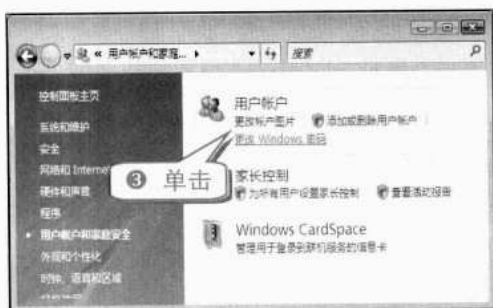 « 用户帐户和家庭... ▸
搜索
控制面板主页
系统和维护
安全
网络和 Internet
硬件和声音
程序
用户帐户和家庭安全
外观和个性化
时钟、语言和区域
用户帐户
更改帐户图片 添加或删除用户帐户
更改 Windows 密码
❸ 单击
家长控制
为所有用户设置家长控制 查看活动报告
Windows CardSpace
管理用于登录到联机服务的信息卡